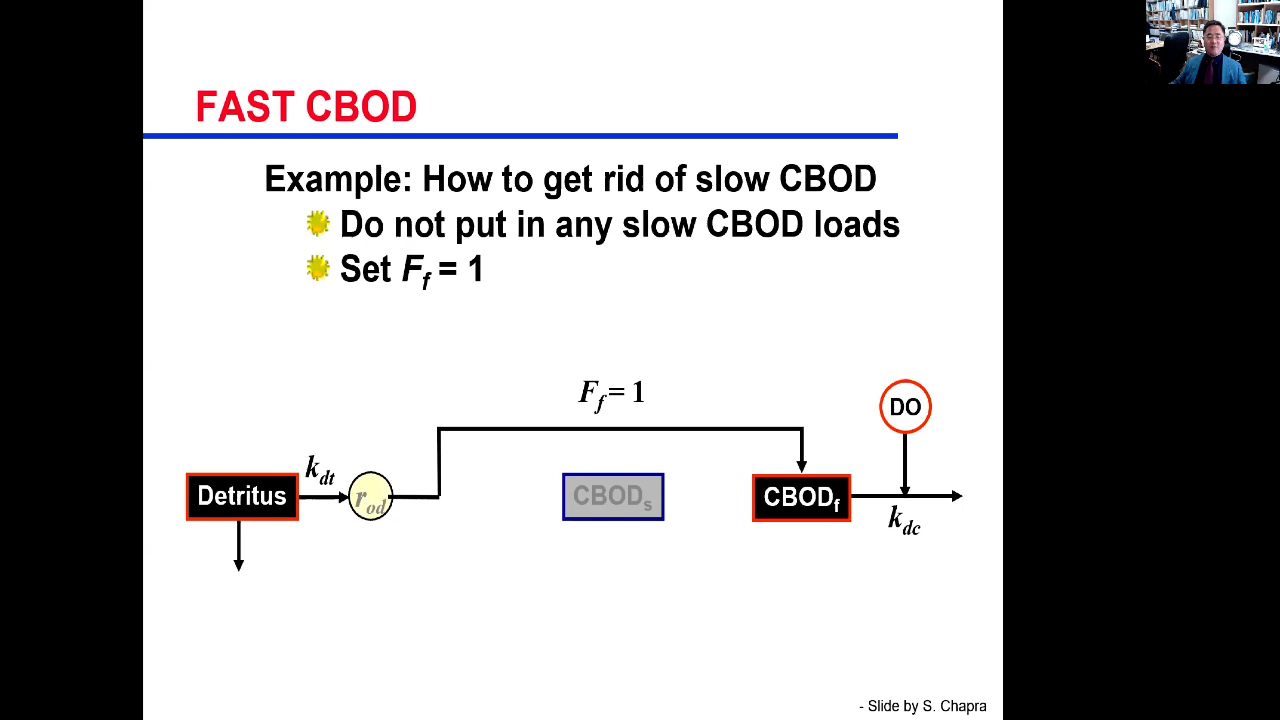 FAST CBOD
Example: How to get rid of slow CBOD
Do not put in any slow CBOD loads
Set Ff = 1
Ff = 1
DO
kdt
Detritus
rod
CBODs
CBODf
kdc
- Slide by S. Chapra